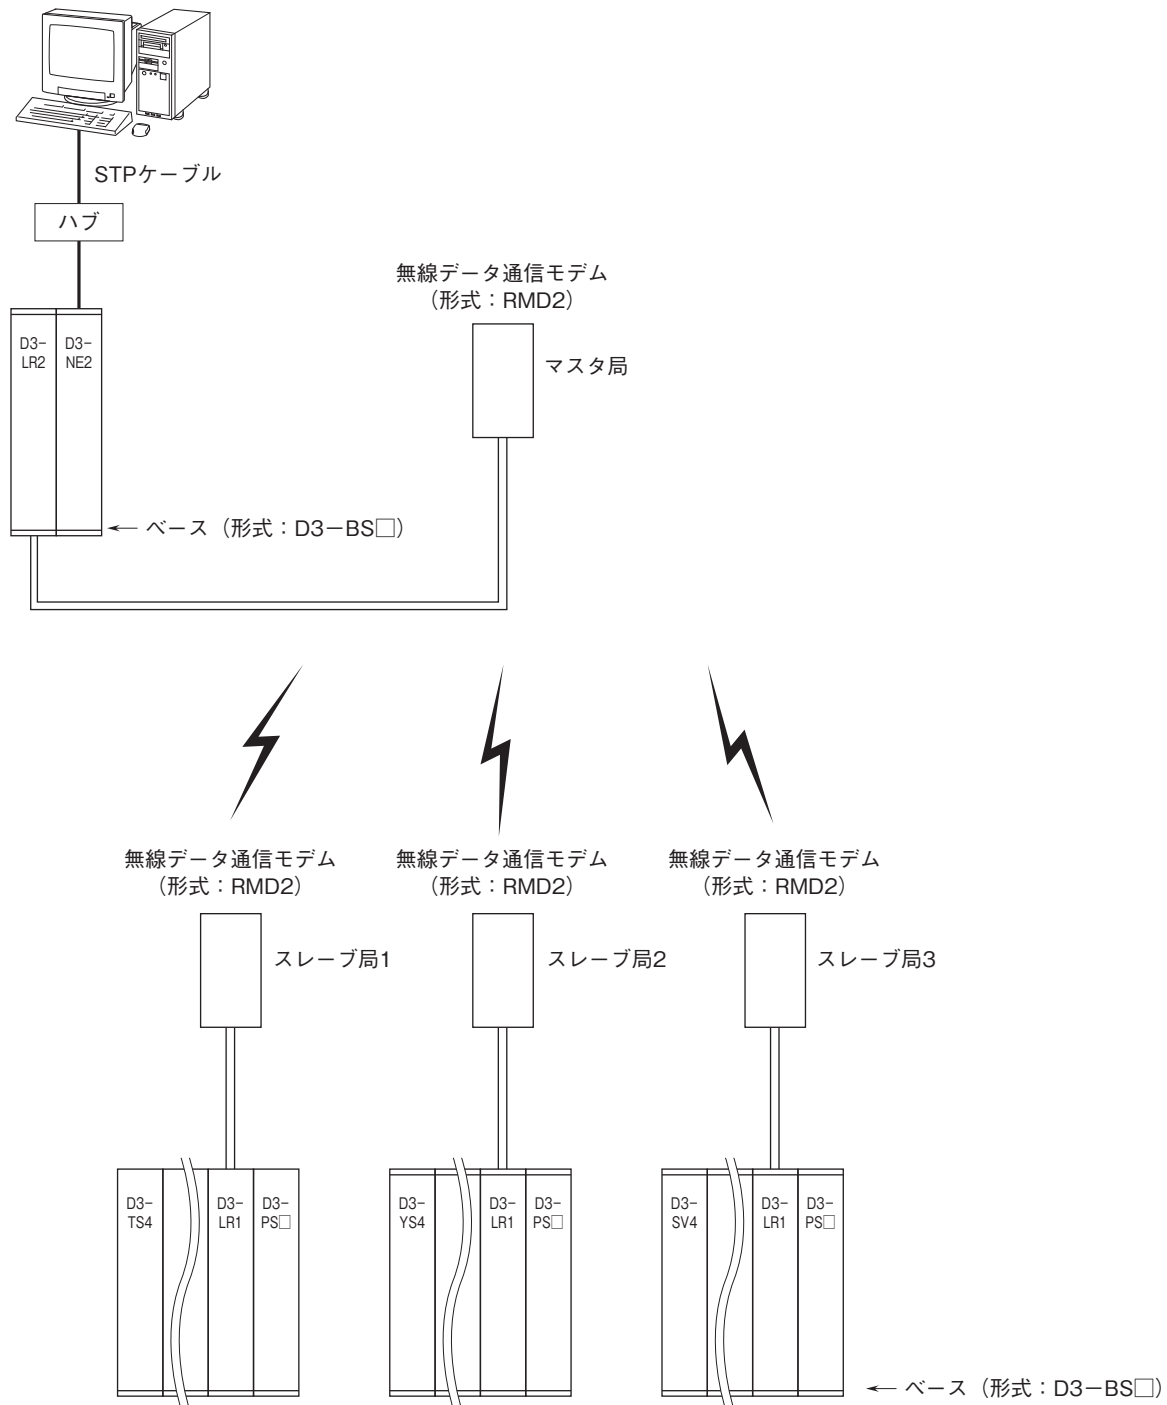 STPケーブル
ハブ
無線データ通信モデム
（形式：RMD2）
マスタ局
D3-
LR2
D3-
NE2
← ベース（形式：D3-BS□）
無線データ通信モデム
（形式：RMD2）
スレーブ局1
無線データ通信モデム
（形式：RMD2）
スレーブ局2
無線データ通信モデム
（形式：RMD2）
スレーブ局3
D3-
TS4
D3-
LR1
D3-
PS□
D3-
YS4
D3-
LR1
D3-
PS□
D3-
SV4
D3-
LR1
D3-
PS□
← ベース（形式：D3-BS□）